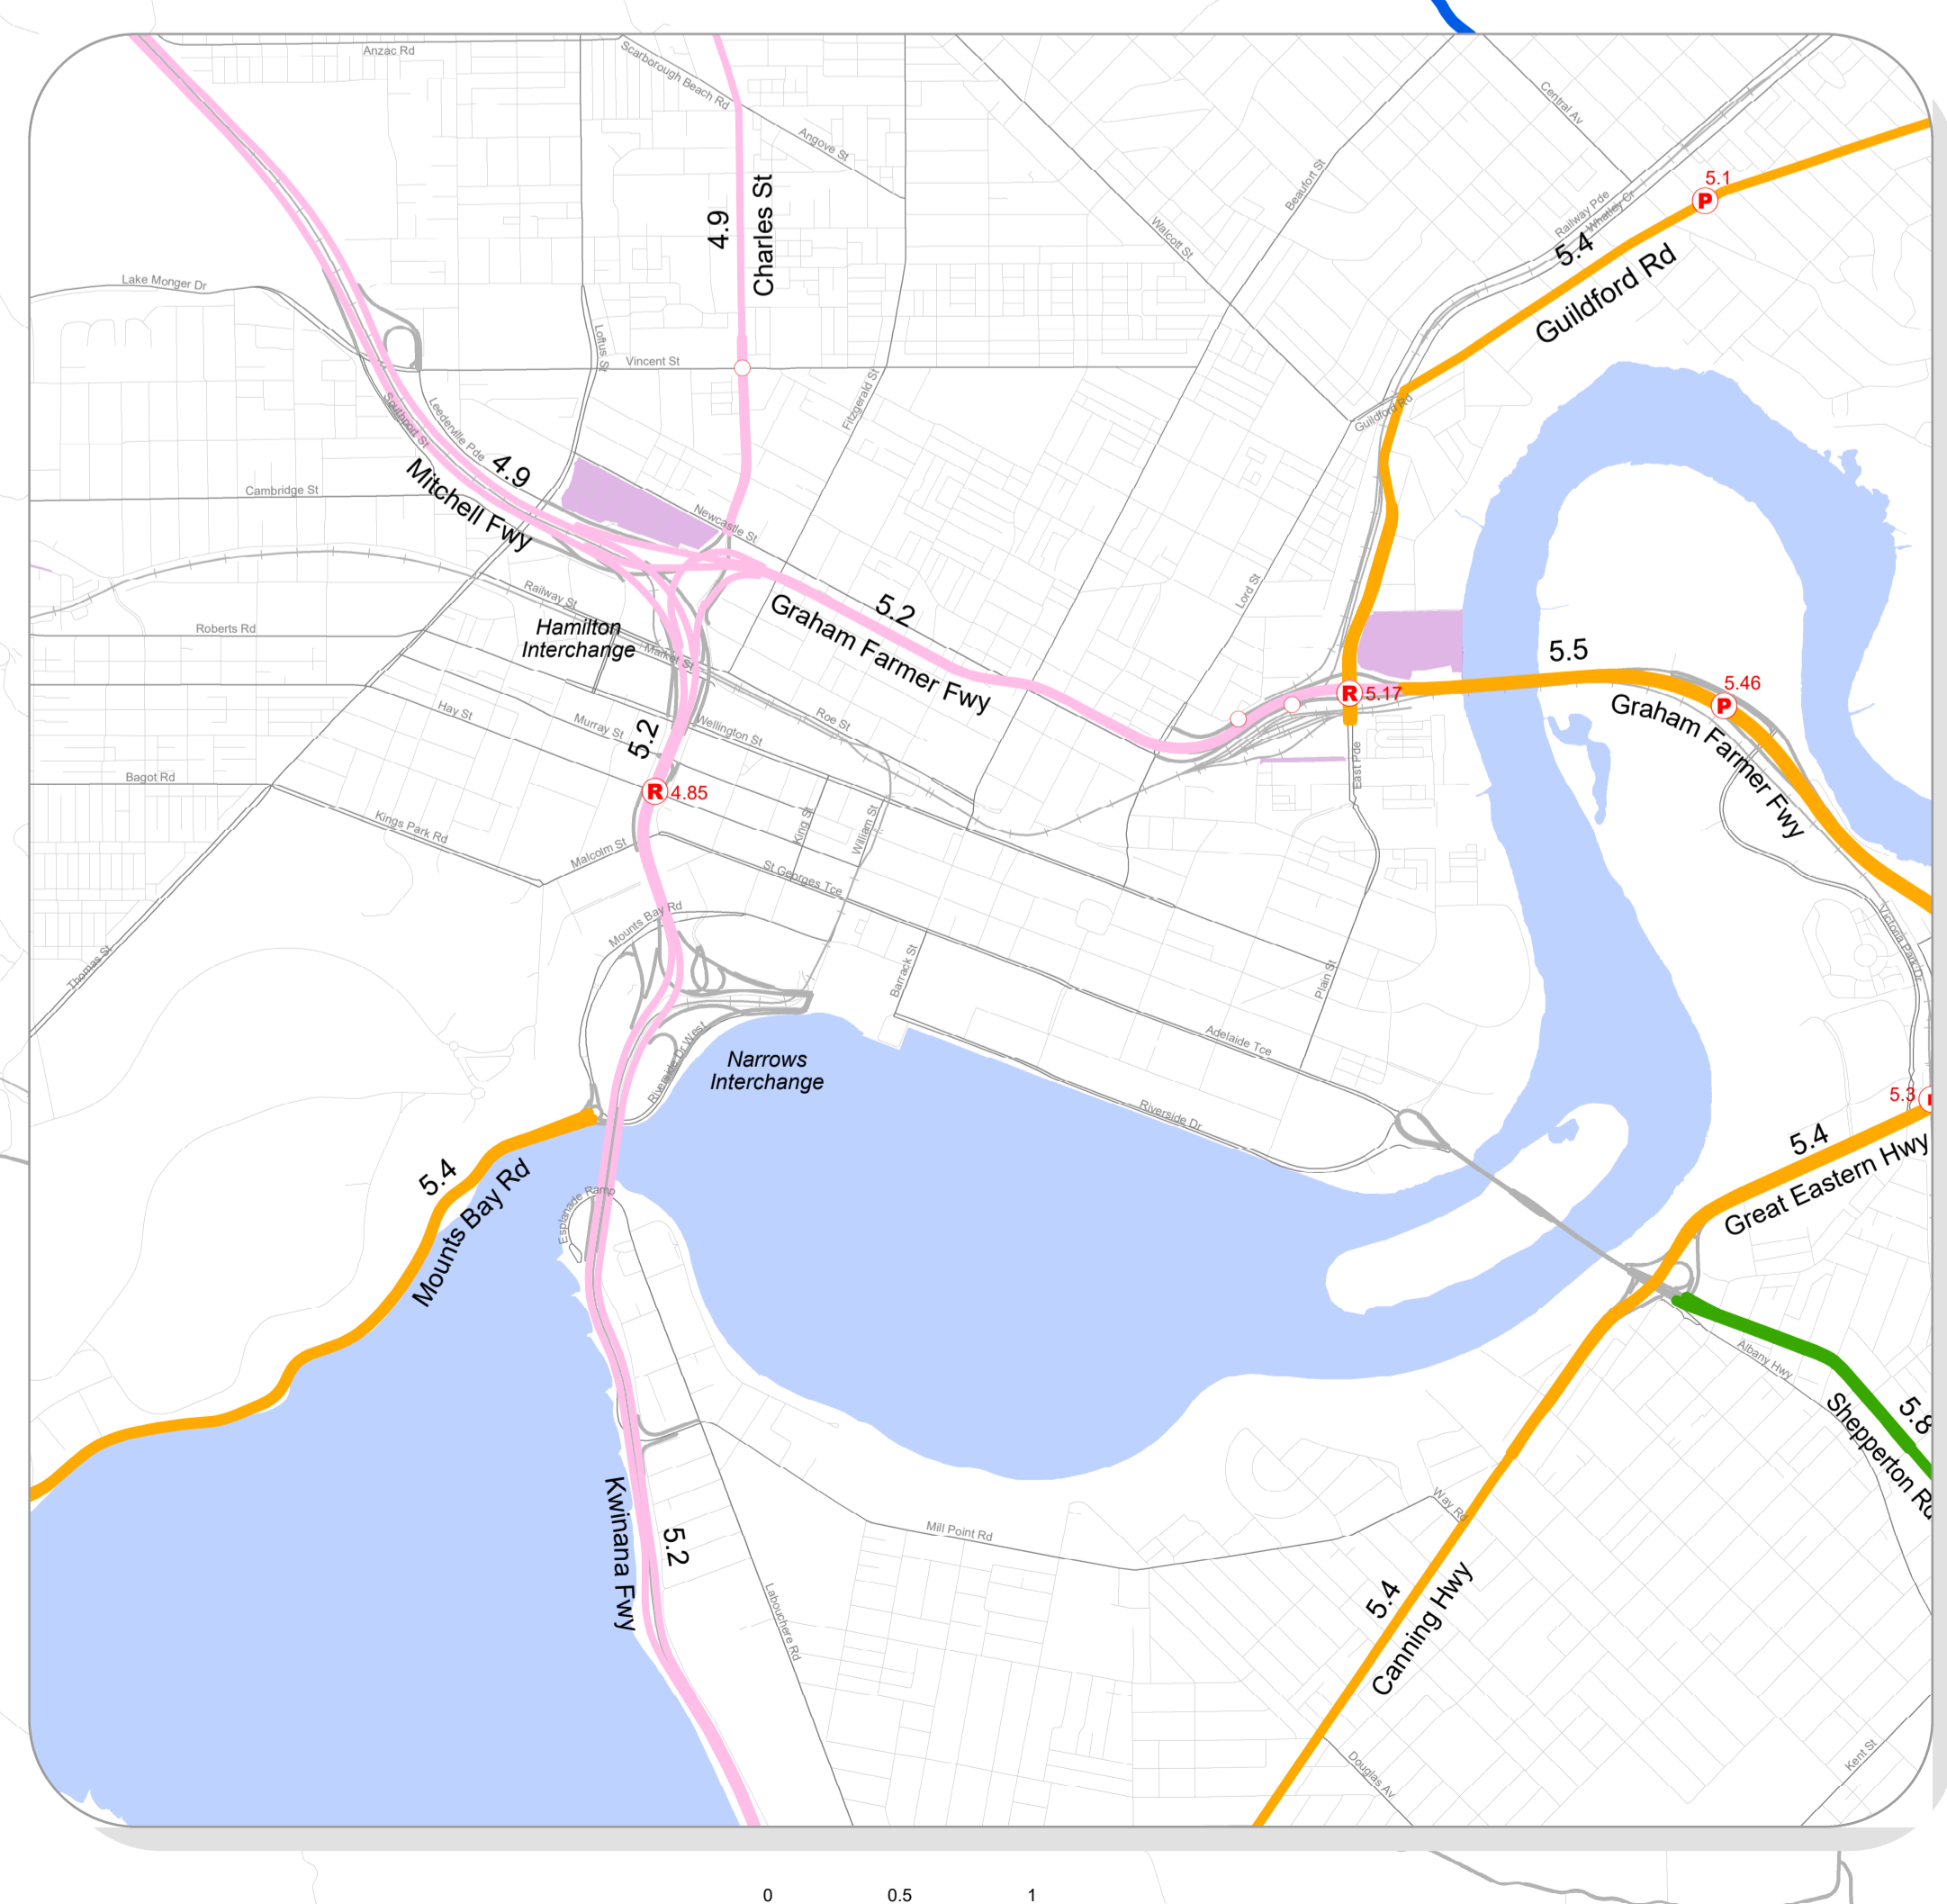 Anzac Rd
Scarborough Beach Rd
Angove St
Central Av
5.1
P
Beaufort St
Railway Pde
Whatley Cr
5.4
Guildford Rd
4.9
Charles St
Walcott St
Lake Monger Dr
Loftus St
Vincent St
Fitzgerald St
Guildford Rd
Southport St
Leederville Pde
4.9
Mitchell Fwy
Cambridge St
Newcastle St
Railway St
Lord St
5.2
Graham Farmer Fwy
Hamilton
Interchange
Roberts Rd
Market St
5.5
5.46
P
Graham Farmer Fwy
R
5.17
Hay St
Murray St
5.2
Wellington St
Roe St
East Pde
Bagot Rd
R
4.85
Kings Park Rd
King St
William St
Malcolm St
St Georges Tce
Mounts Bay Rd
Thomas St
Barrack St
Plain St
Victoria Park Dr
Adelaide Tce
Riverside Dr West
Narrows
Interchange
Riverside Dr
5.3
5.4
Great Eastern Hwy
5.4
Mounts Bay Rd
Esplanade Ramp
Albany Hwy
5.8
Shepperton Rd
Kwinana Fwy
5.2
Way Rd
Mill Point Rd
Labouchere Rd
5.4
Canning Hwy
Douglas Av
Kent St
0
0.5
1